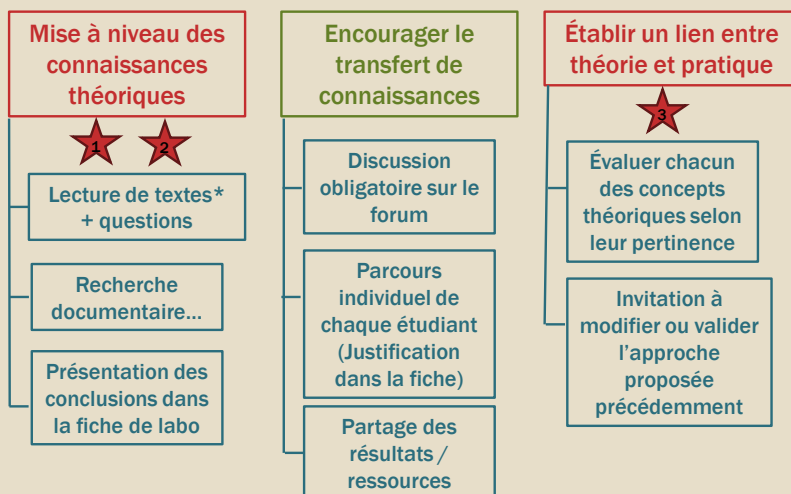 Mise à niveau des
connaissances
théoriques
1
2
Lecture de textes*
+ questions
Recherche
documentaire...
Présentation des
conclusions dans
la fiche de labo
Encourager le
transfert de
connaissances
Discussion
obligatoire sur le
forum
Parcours
individuel de
chaque étudiant
(Justification
dans la fiche)
Partage des
résultats /
ressources
Établir un lien entre
théorie et pratique
3
Évaluer chacun
des concepts
théoriques selon
leur pertinence
Invitation à
modifier ou valider
l’approche
proposée
précédemment